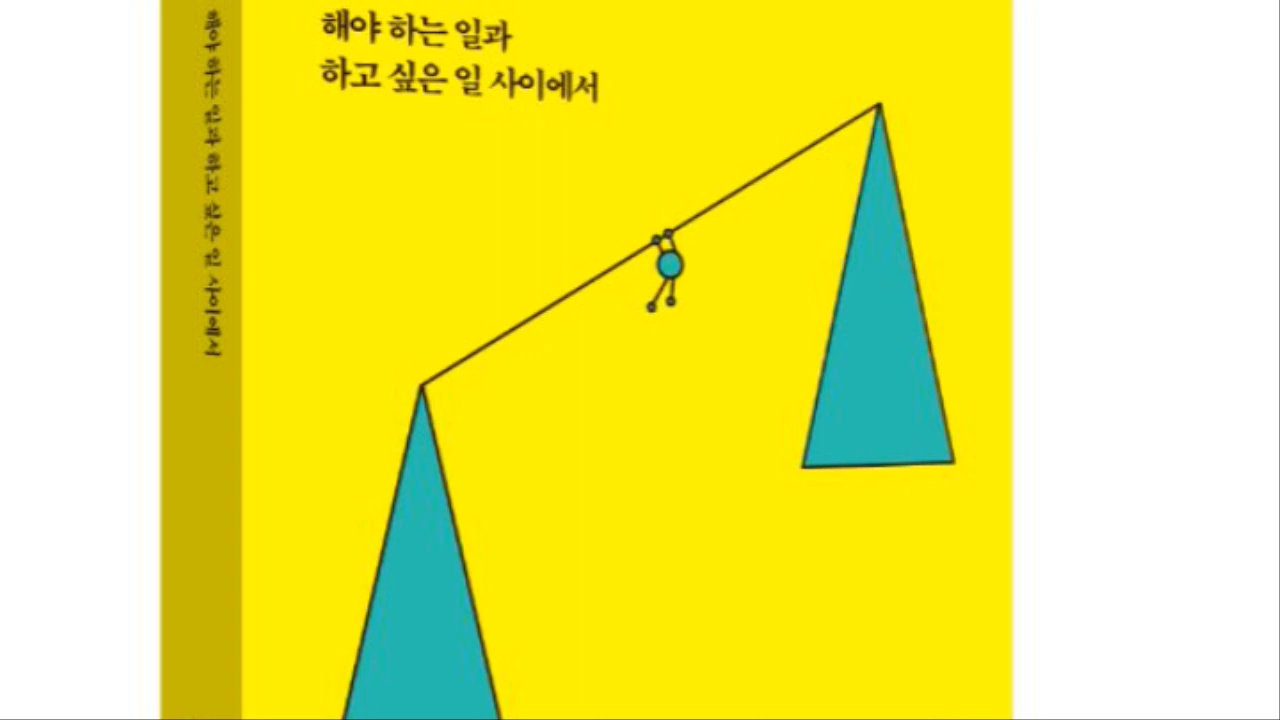 해야 하는 일과
하고 싶은 일 사이에서
해야 하는 일과 하고 싶은 일 사이에서